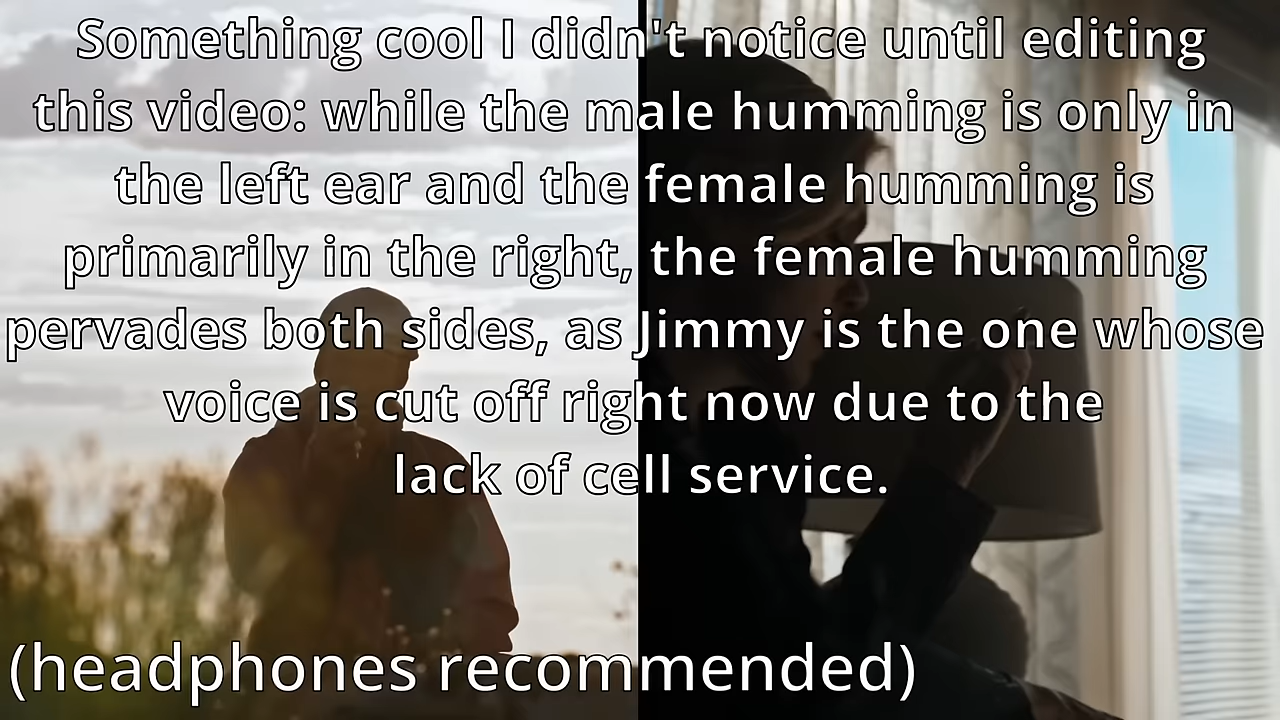 Something cool I didn't notice until editing
this video: while the male humming is only in
the left ear and the female humming is
primarily in the right, the female humming
pervades both sides, as Jimmy is the one whose
voice is cut off right now due to the
lack of cell service.
(headphones recommended)